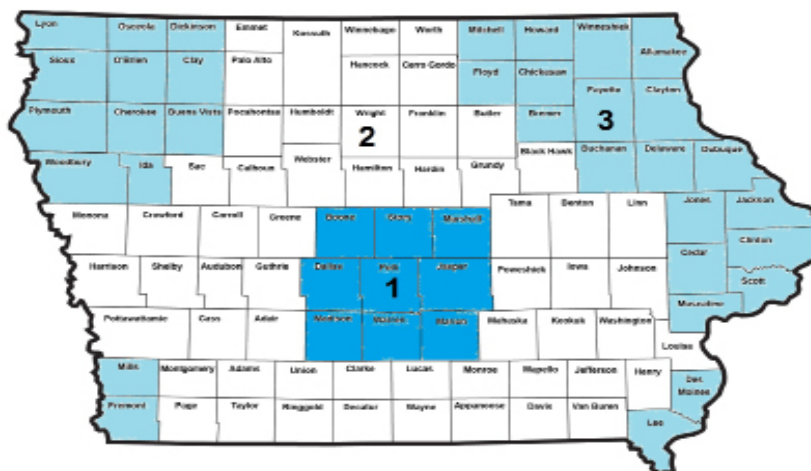 Lyon Osceola Dickinson Emmet Kossuth Winnebago Worth Mitchell Howard Winneshiek Allamakee
Sioux O'Brien Clay Palo Alto Hancock Cerro Gordo Floyd Chickasaw Fayette Clayton
Plymouth Cherokee Buena Vista Pocahontas Humboldt Wright Franklin Butler Bremer
2 3
Woodbury Ida Sac Calhoun Webster Hamilton Hardin Grundy Black Hawk Buchanan Delaware Dubuque
Monona Crawford Carroll Greene Boone Story Marshall Tama Benton Linn Jones Jackson
Harrison Shelby Audubon Guthrie Dallas Polk Jasper Poweshiek Iowa Johnson Cedar Clinton
1
Scott
Muscatine
Pottawattamie Cass Adair Madison Warren Marion Mahaska Keokuk Washington Louisa
Mills Montgomery Adams Union Clarke Lucas Monroe Wapello Jefferson Henry Des Moines
Fremont Page Taylor Ringgold Decatur Wayne Appanoose Davis Van Buren Lee